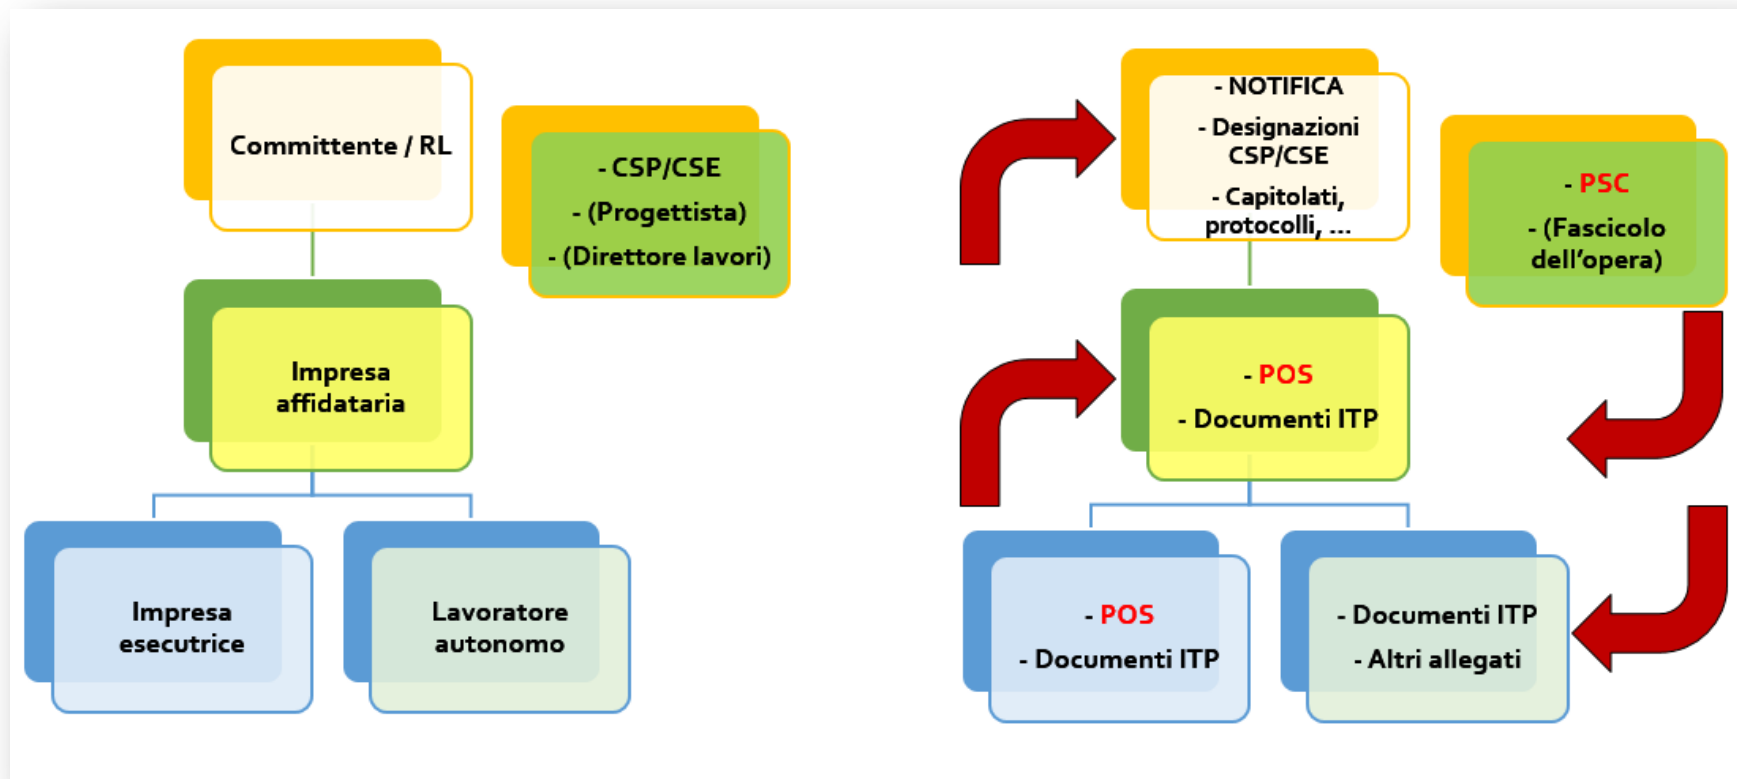 Committente / RL
- CSP/CSE
- (Progettista)
- (Direttore lavori)
Impresa
affidataria
Impresa
esecutrice
Lavoratore
autonomo
- NOTIFICA
- Designazioni
CSP/CSE
- Capitolati,
protocolli, ...
- PSC
- (Fascicolo
dell'opera)
- POS
- Documenti ITP
- POS
- Documenti ITP
- Documenti ITP
- Altri allegati